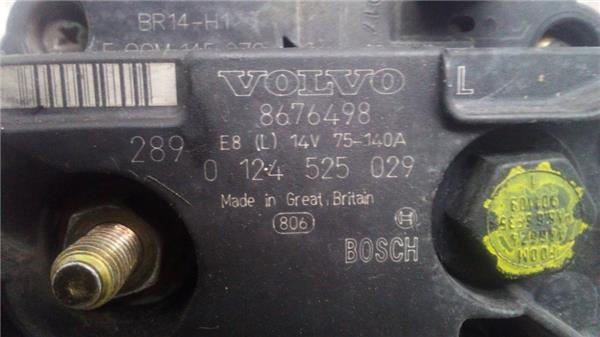 BR14-H1
VOLVO
L
8676498
E8 (L) 14V 75-140A
289
0 124 525 029
Made in Great Britain
806
BOSCH